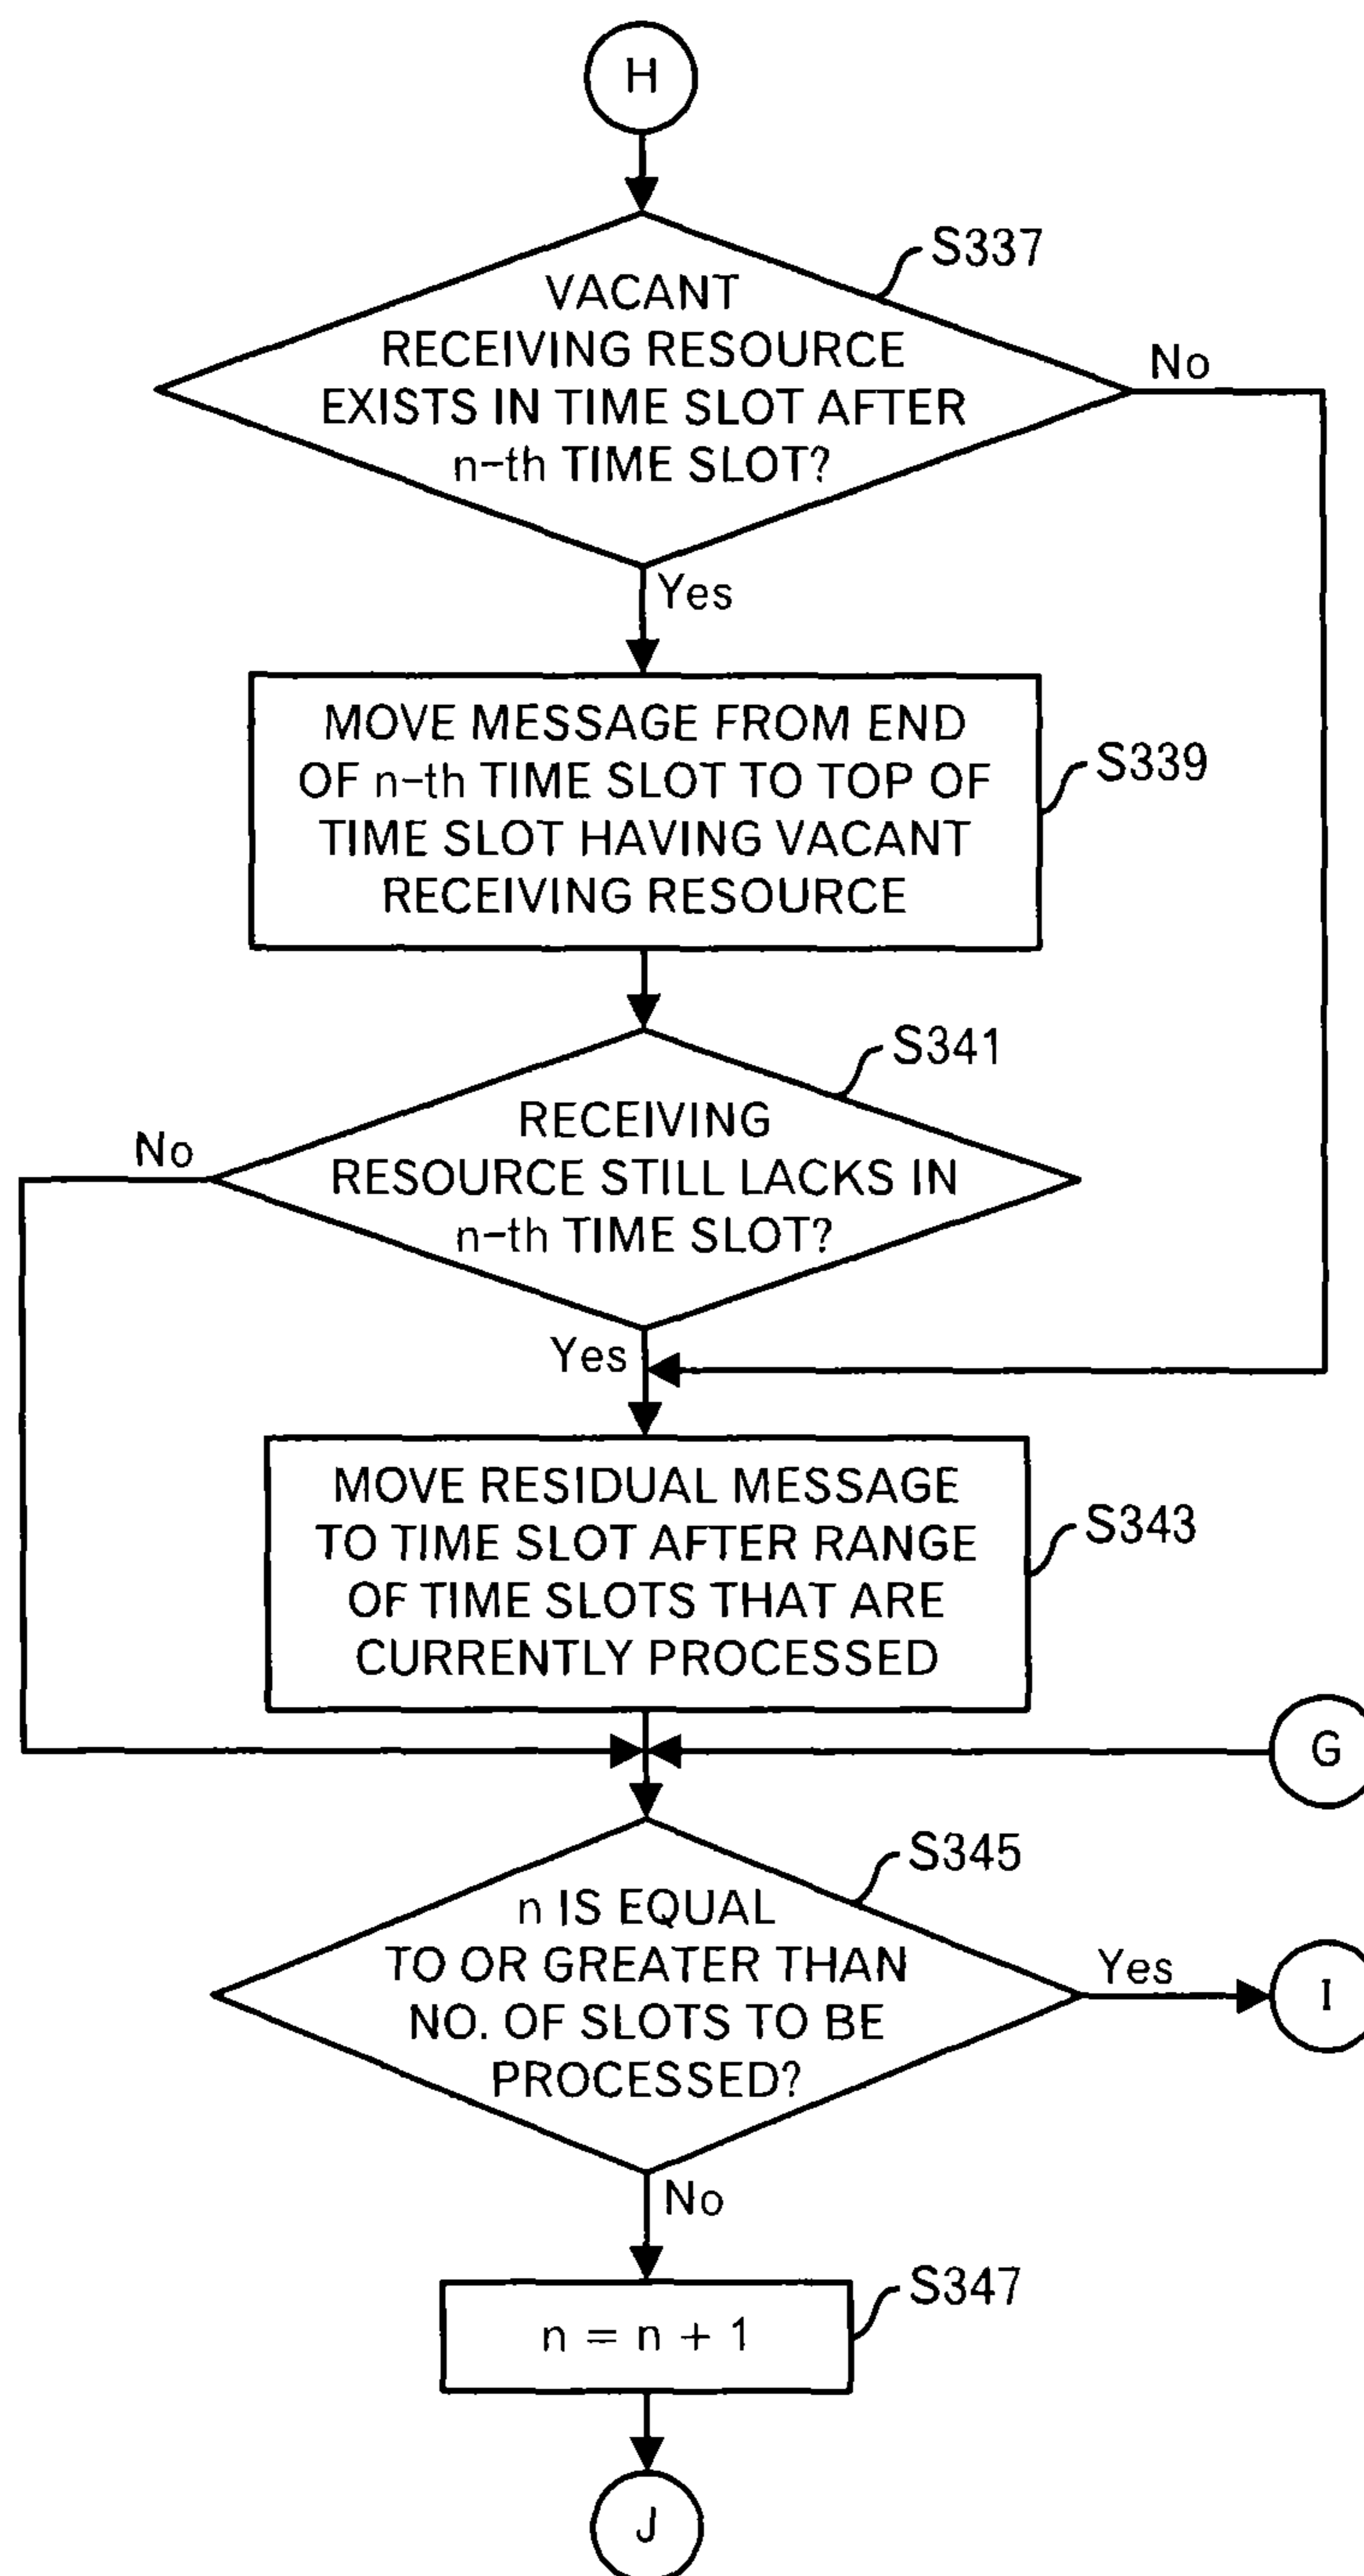 H
S337
VACANT
RECEIVING RESOURCE
EXISTS IN TIME SLOT AFTER
n-th TIME SLOT?
No
Yes
MOVE MESSAGE FROM END
OF n-th TIME SLOT TO TOP OF
TIME SLOT HAVING VACANT
RECEIVING RESOURCE
S339
S341
RECEIVING
RESOURCE STILL LACKS IN
n-th TIME SLOT?
No
Yes
MOVE RESIDUAL MESSAGE
TO TIME SLOT AFTER RANGE
OF TIME SLOTS THAT ARE
CURRENTLY PROCESSED
S343
G
S345
n IS EQUAL
TO OR GREATER THAN
NO. OF SLOTS TO BE
PROCESSED?
Yes
I
No
S347
n = n + 1
J